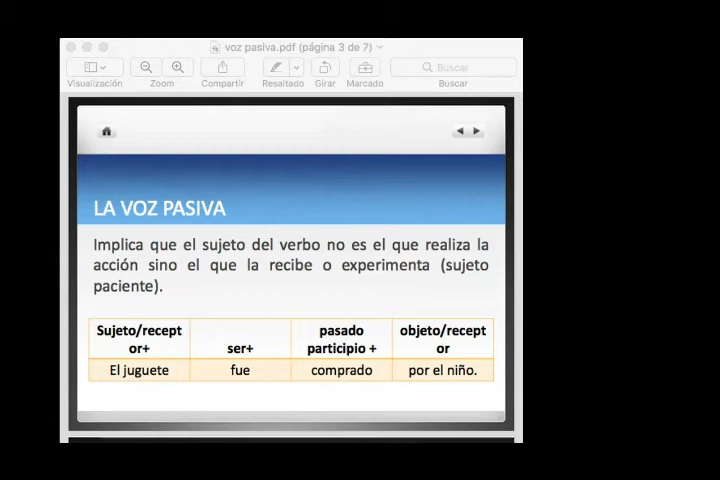 voz pasiva.pdf (página 3 de 7)
Buscar
Visualización Zoom Compartir Resaltado Girar Marcado Buscar
LA VOZ PASIVA
Implica que el sujeto del verbo no es el que realiza la
acción sino el que la recibe o experimenta (sujeto
paciente).
Sujeto/recept pasado objeto/recept
or+ ser+ participio + or
El juguete fue comprado por el niño.